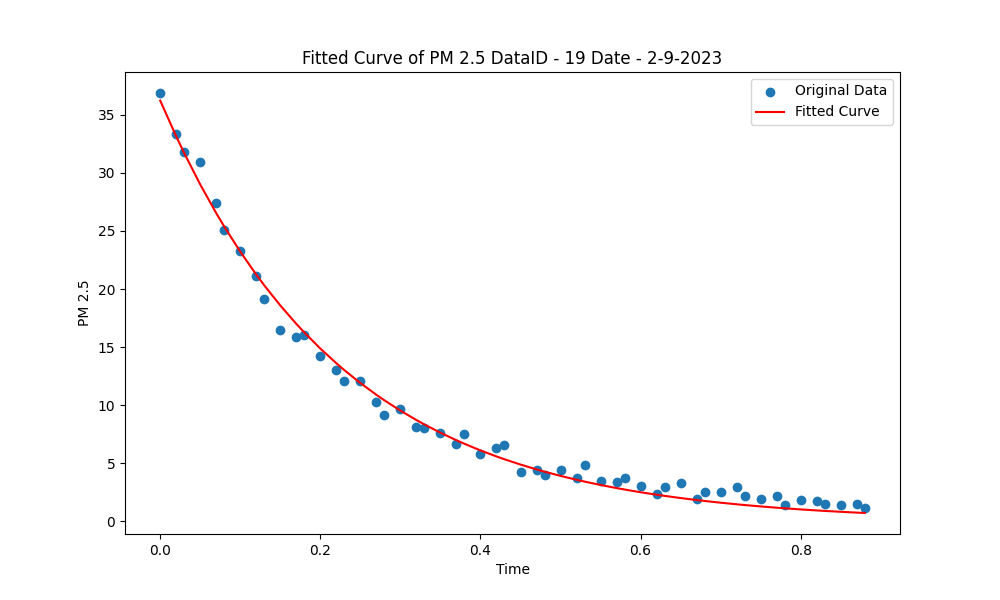 Fitted Curve of PM 2.5 DataID - 19 Date - 2-9-2023
Original Data
Fitted Curve
35
30
25
20
15
10
5
0
PM 2.5
0.0 0.2 0.4 0.6 0.8
Time